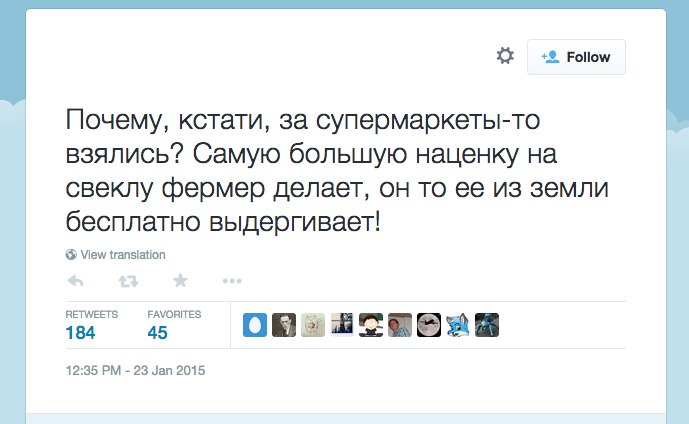 Follow
Почему, кстати, за супермаркеты-то
взялись? Самую большую наценку на
свеклу фермер делает, он то ее из земли
бесплатно выдергивает!
View translation
RETWEETS FAVORITES
184 45
12:35 PM - 23 Jan 2015